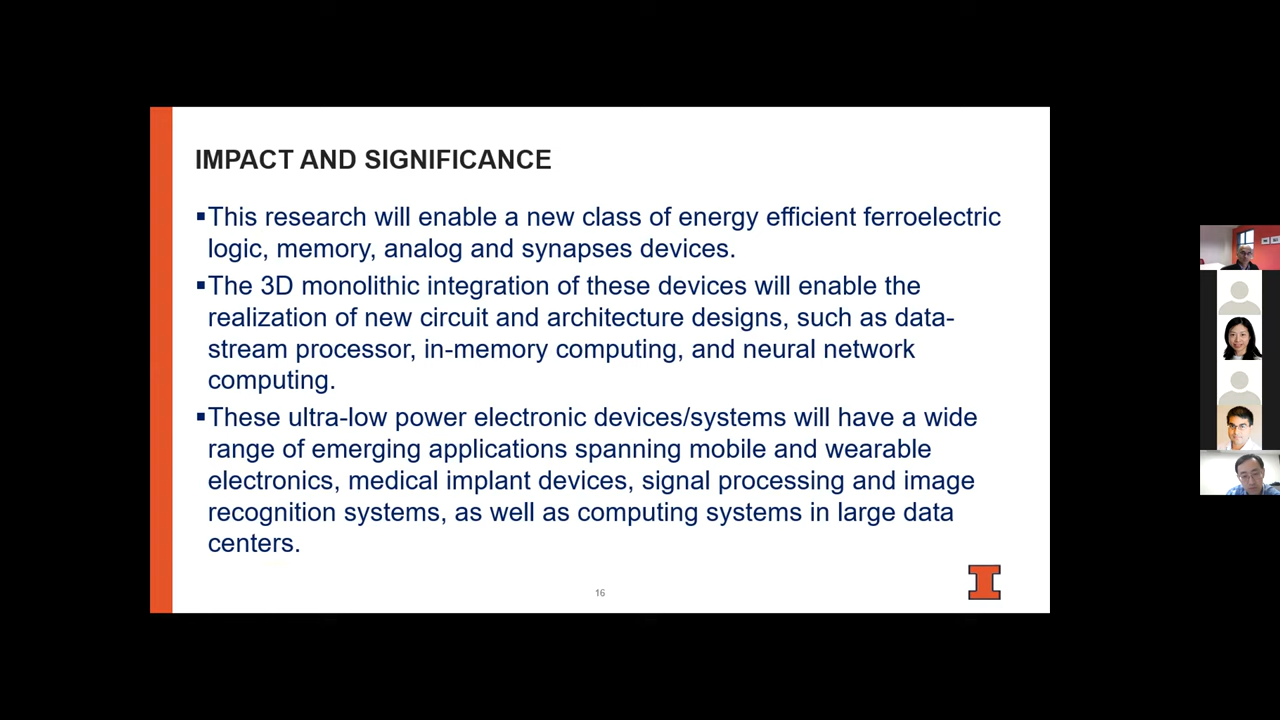 IMPACT AND SIGNIFICANCE
▪This research will enable a new class of energy efficient ferroelectric
logic, memory, analog and synapses devices.
▪The 3D monolithic integration of these devices will enable the
realization of new circuit and architecture designs, such as data-
stream processor, in-memory computing, and neural network
computing.
▪These ultra-low power electronic devices/systems will have a wide
range of emerging applications spanning mobile and wearable
electronics, medical implant devices, signal processing and image
recognition systems, as well as computing systems in large data
centers.
16
I